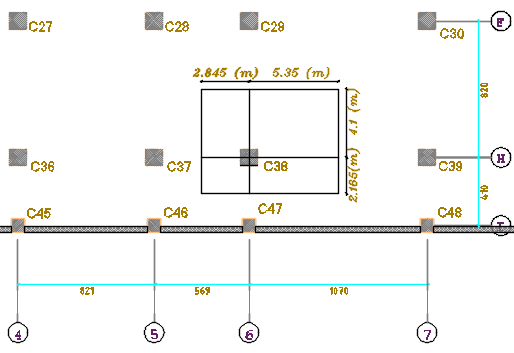 C27 C28 C29 C30 F
2.845 (m) 5.35 (m)
820
4.1 (m)
C36 C37 C38 C39 H
2.165(m)
410
C45 C46 C47 C48 I
821 569 1070
4 5 6 7